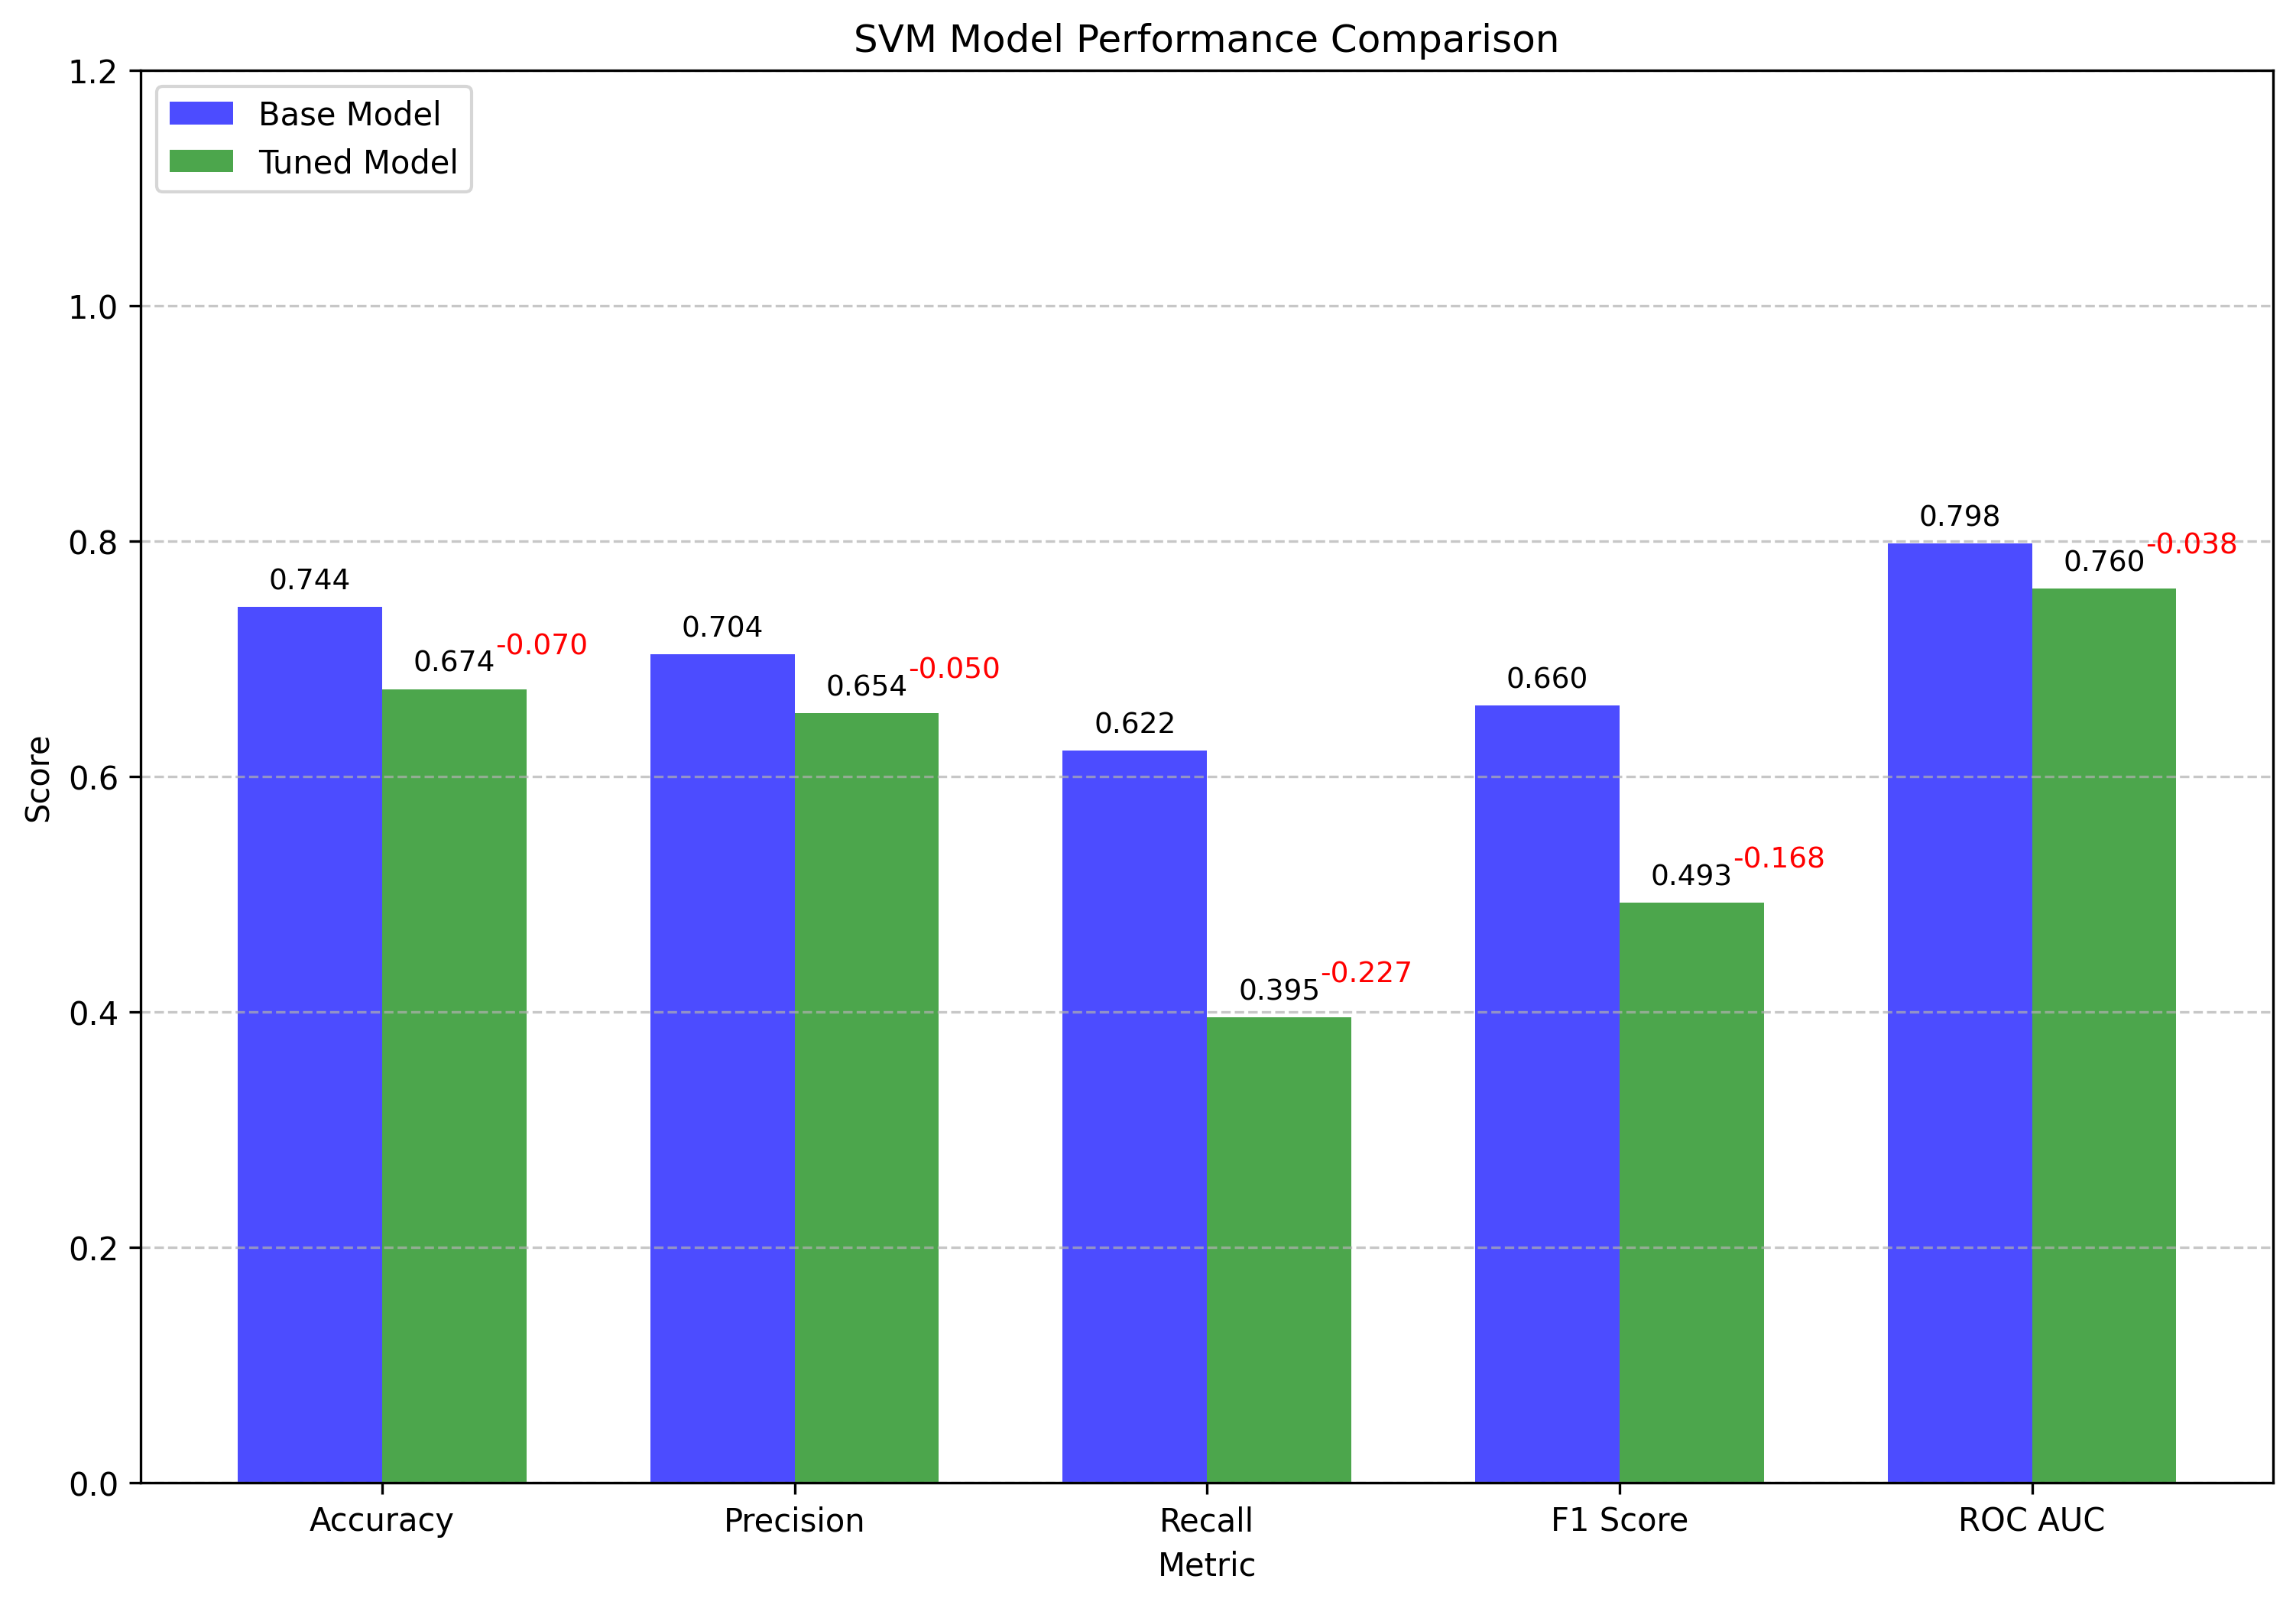 SVM Model Performance Comparison
Base Model
Tuned Model
Score
1.2
1.0
0.8
0.6
0.4
0.2
0.0
0.744
0.674
-0.070
0.704
0.654
-0.050
0.622
0.395
-0.227
0.660
0.493
-0.168
0.798
0.760
-0.038
Accuracy
Precision
Recall
F1 Score
ROC AUC
Metric